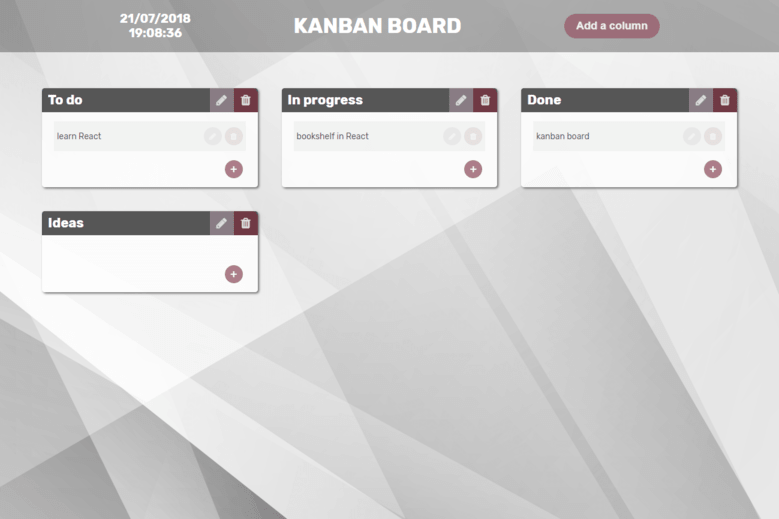 21/07/2018
19:08:36
KANBAN BOARD
Add a column
To do
learn React
+
In progress
bookshelf in React
+
Done
kanban board
+
Ideas
+